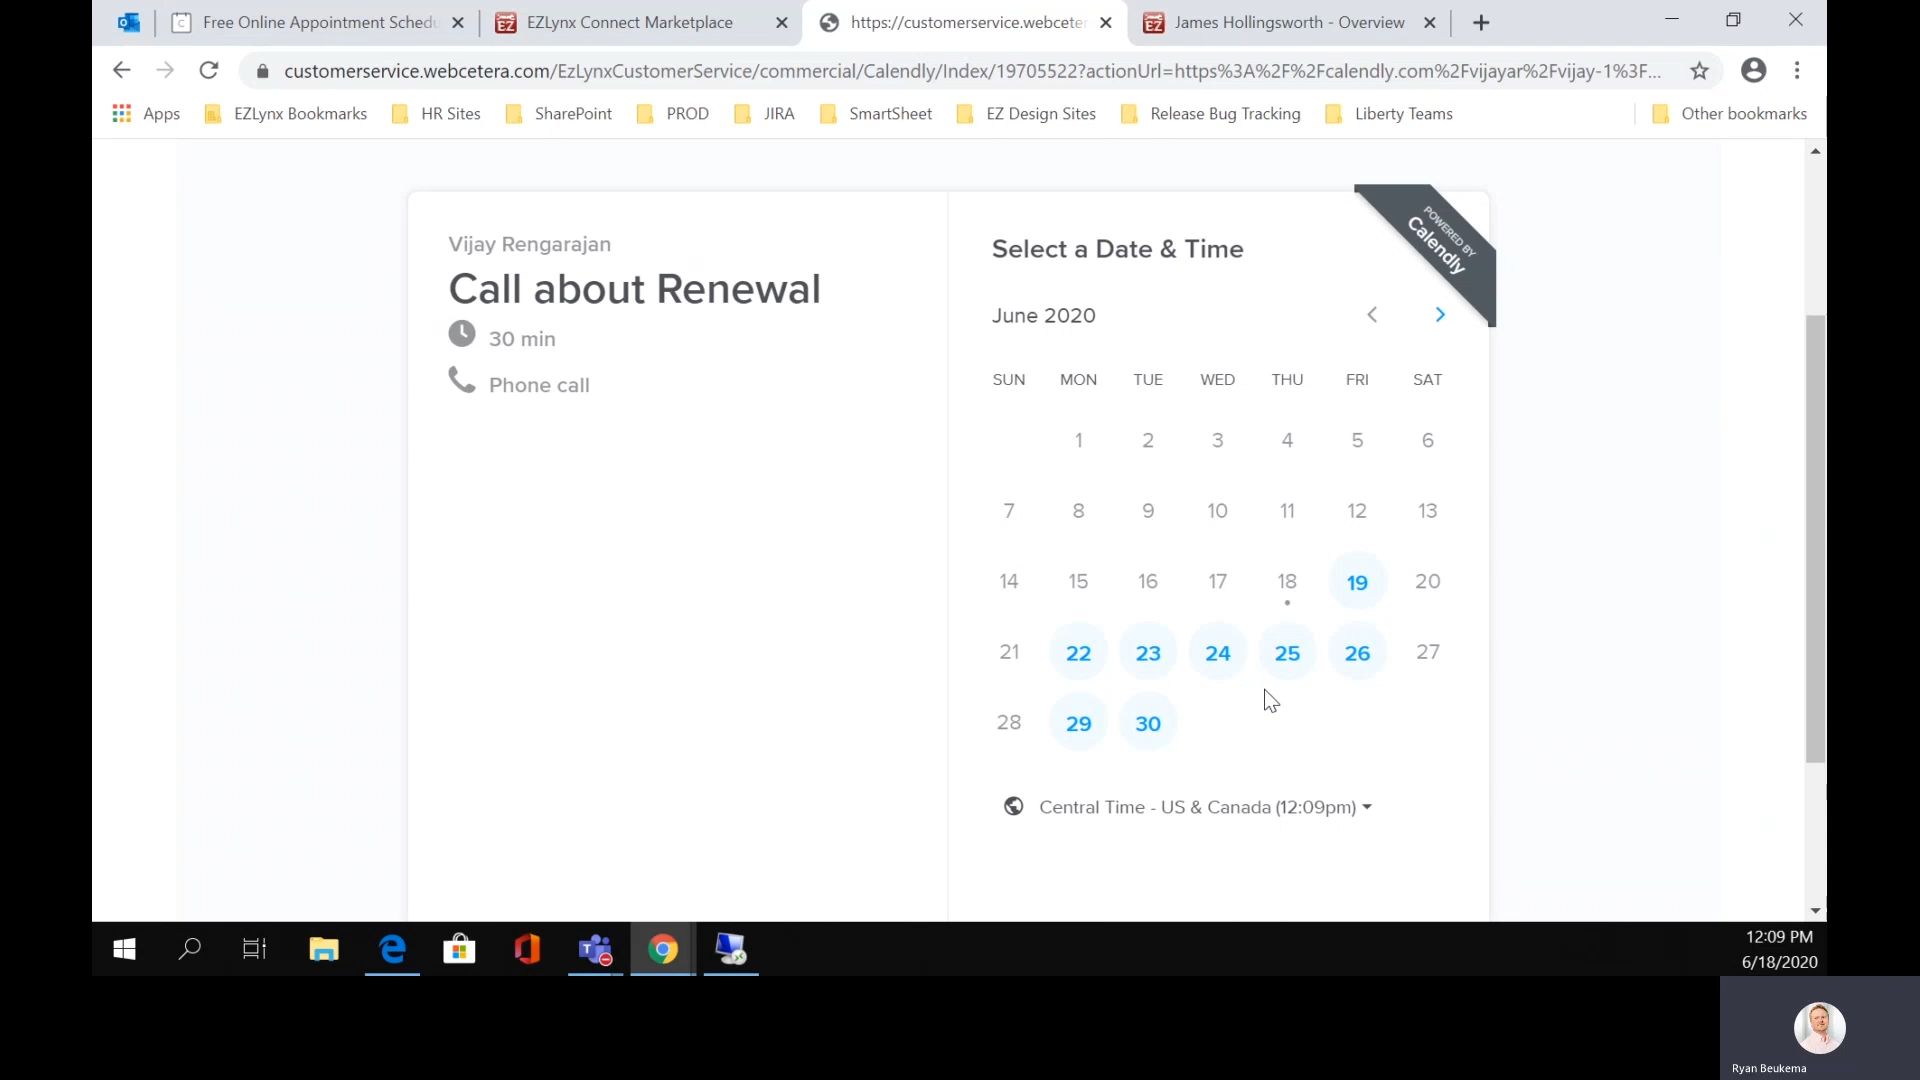 Free Online Appointment Schedu
EZLynx Connect Marketplace
https://customerservice.webceter
James Hollingsworth - Overview
customerservice.webcetera.com/EzLynxCustomerService/commercial/Calendly/Index/19705522?actionUrl=https%3A%2F%2Fcalendly.com%2Fvijayar%2Fvijay-1%3F...
Apps EZLynx Bookmarks HR Sites SharePoint PROD JIRA SmartSheet EZ Design Sites Release Bug Tracking Liberty Teams Other bookmarks
Vijay Rengarajan
Call about Renewal
30 min
Phone call
POWERED BY
Calendly
Select a Date & Time
June 2020
SUN MON TUE WED THU FRI SAT
1 2 3 4 5 6
7 8 9 10 11 12 13
14 15 16 17 18 19 20
21 22 23 24 25 26 27
28 29 30
Central Time - US & Canada (12:09pm)
12:09 PM
6/18/2020
Ryan Beukema